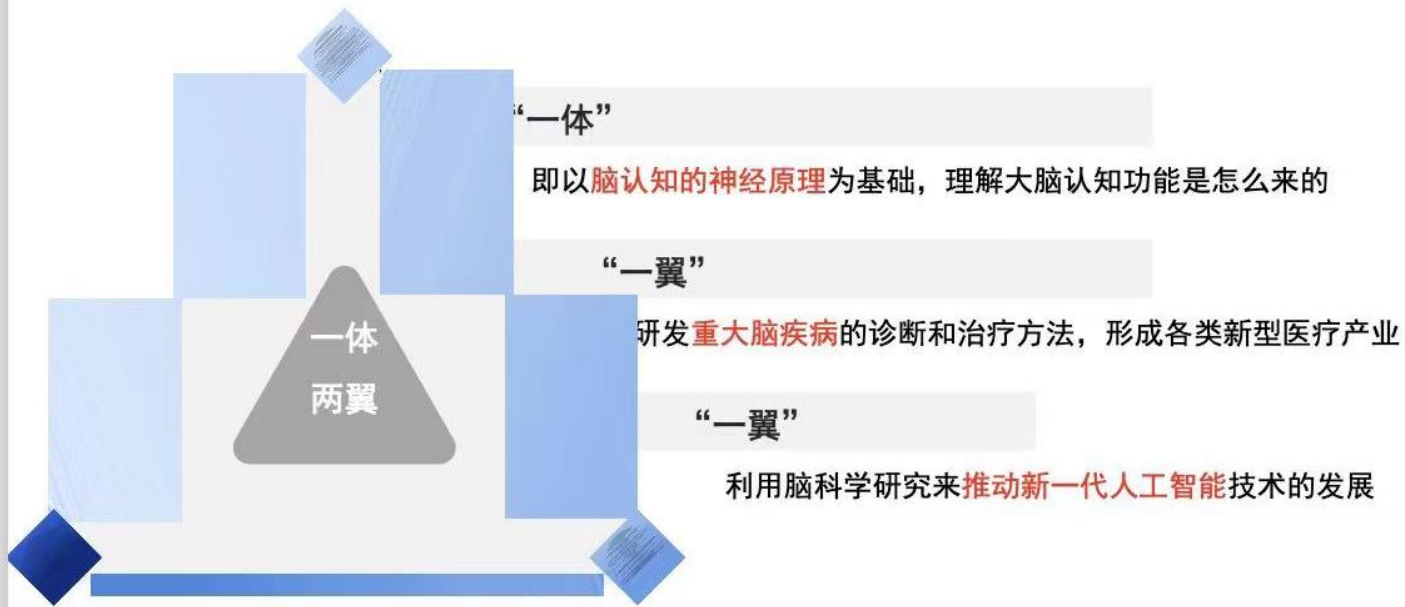 “一体”
即以脑认知的神经原理为基础，理解大脑认知功能是怎么来的
“一翼”
研发重大脑疾病的诊断和治疗方法，形成各类新型医疗产业
一体
两翼
“一翼”
利用脑科学研究来推动新一代人工智能技术的发展